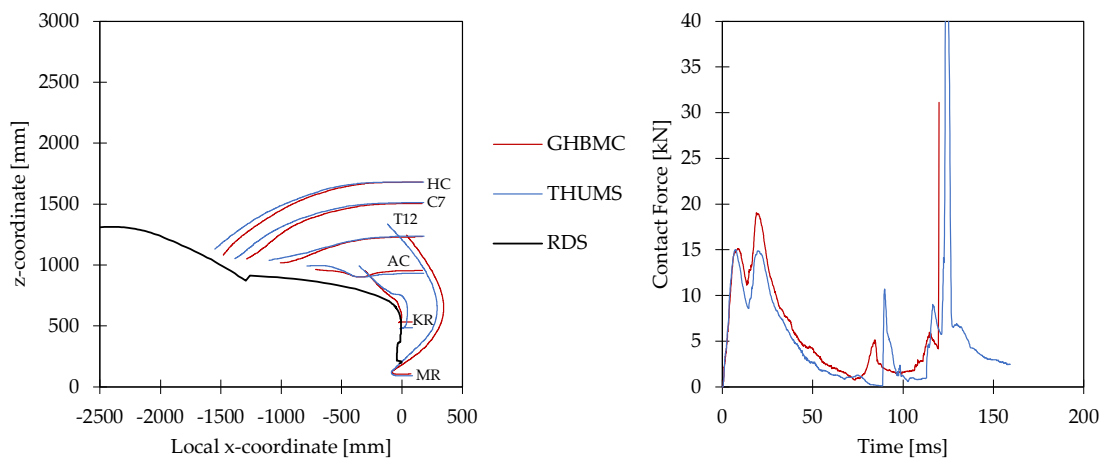 3000
2500
2000
1500
1000
500
0
z-coordinate [mm]
-2500 -2000 -1500 -1000 -500 0 500
Local x-coordinate [mm]
HC
C7
T12
AC
KR
MR
GHBMC
THUMS
RDS
40
35
30
25
20
15
10
5
0
Contact Force [kN]
0 50 100 150 200
Time [ms]